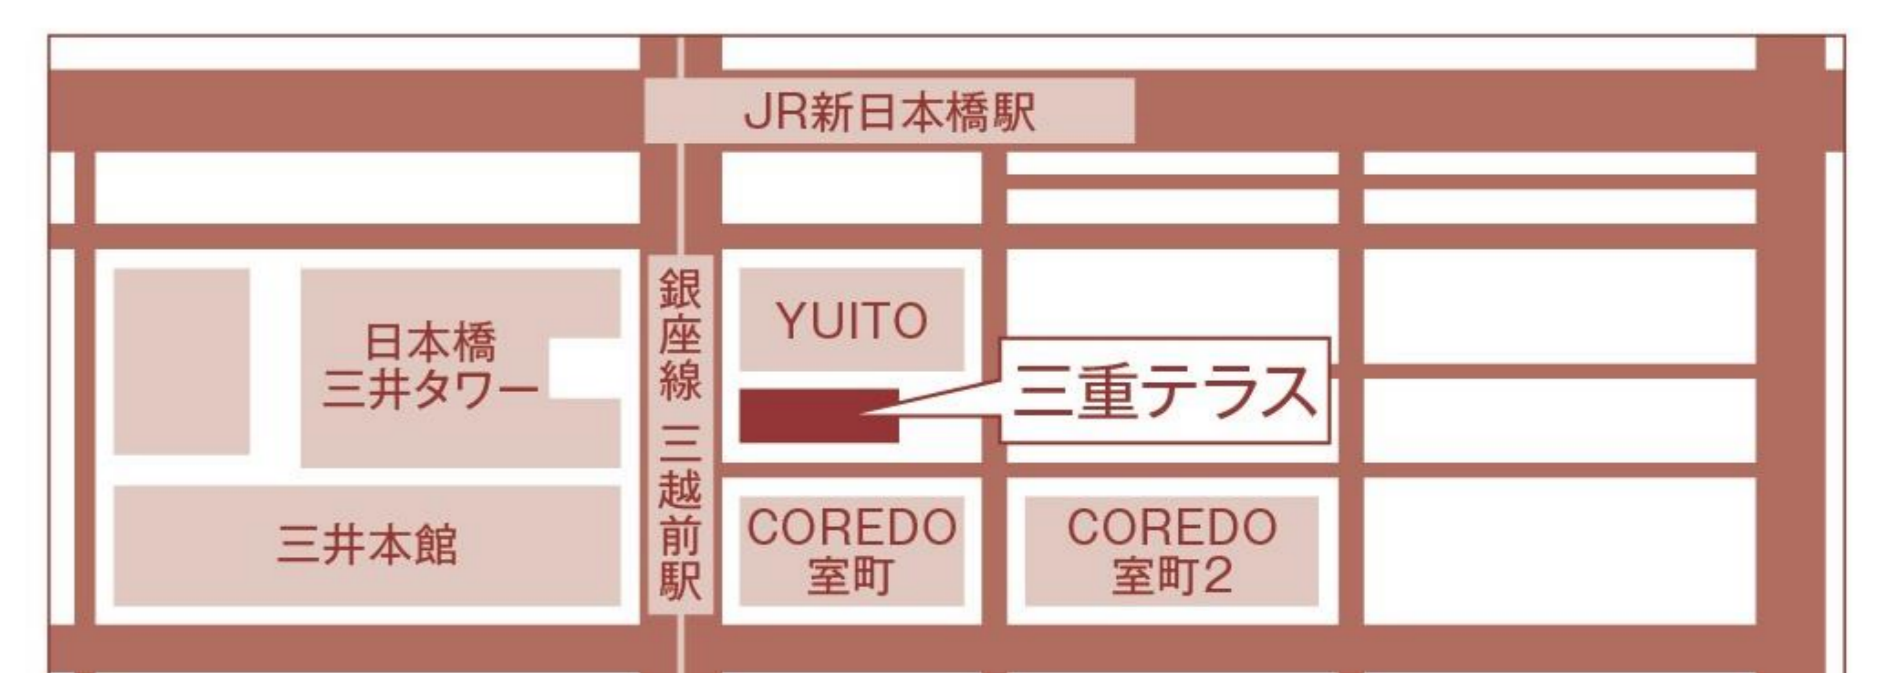 JR新日本橋駅
銀座線 三越前駅
YUITO
日本橋
三井タワー
三重テラス
三井本館
COREDO
室町
COREDO
室町2